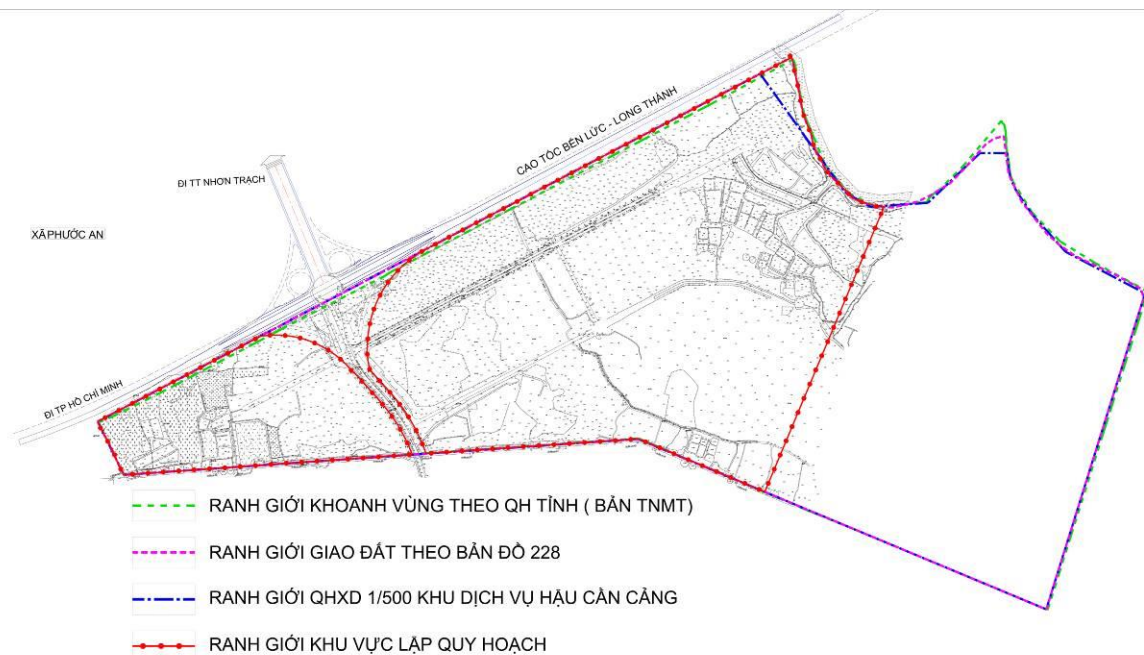 CAO TỐC BẾN LỨC - LONG THÀNH
ĐI TT NHƠN TRẠCH
XÃ PHƯỚC AN
ĐI TP HỒ CHÍ MINH
RANH GIỚI KHOANH VÙNG THEO QH TỈNH ( BẢN TNMT)
RANH GIỚI GIAO ĐẤT THEO BẢN ĐỒ 228
RANH GIỚI QHXD 1/500 KHU DỊCH VỤ HẬU CẦN CẢNG
RANH GIỚI KHU VỰC LẬP QUY HOẠCH